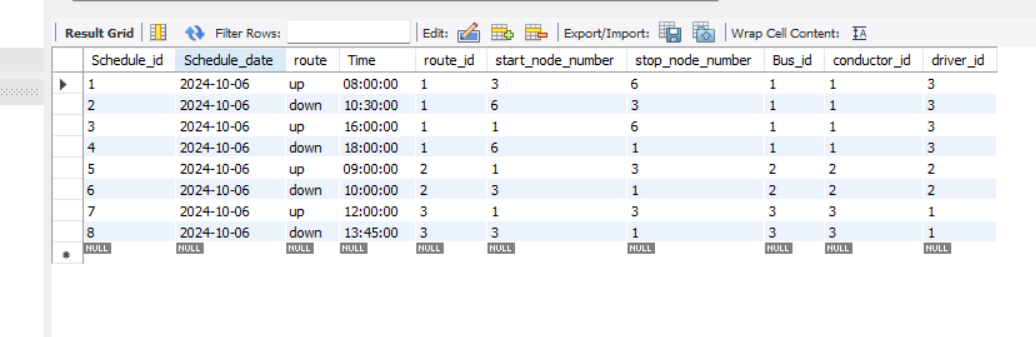 Result Grid Filter Rows: Edit: Export/Import: Wrap Cell Content: IA
Schedule_id Schedule_date route Time route_id start_node_number stop_node_number Bus_id conductor_id driver_id
1 2024-10-06 up 08:00:00 1 3 6 1 1 3
2 2024-10-06 down 10:30:00 1 6 3 1 1 3
3 2024-10-06 up 16:00:00 1 1 6 1 1 3
4 2024-10-06 down 18:00:00 1 6 1 1 1 3
5 2024-10-06 up 09:00:00 2 1 3 2 2 2
6 2024-10-06 down 10:00:00 2 3 1 2 2 2
7 2024-10-06 up 12:00:00 3 1 3 3 3 1
8 2024-10-06 down 13:45:00 3 3 1 3 3 1
NULL NULL NULL NULL NULL NULL NULL NULL NULL NULL